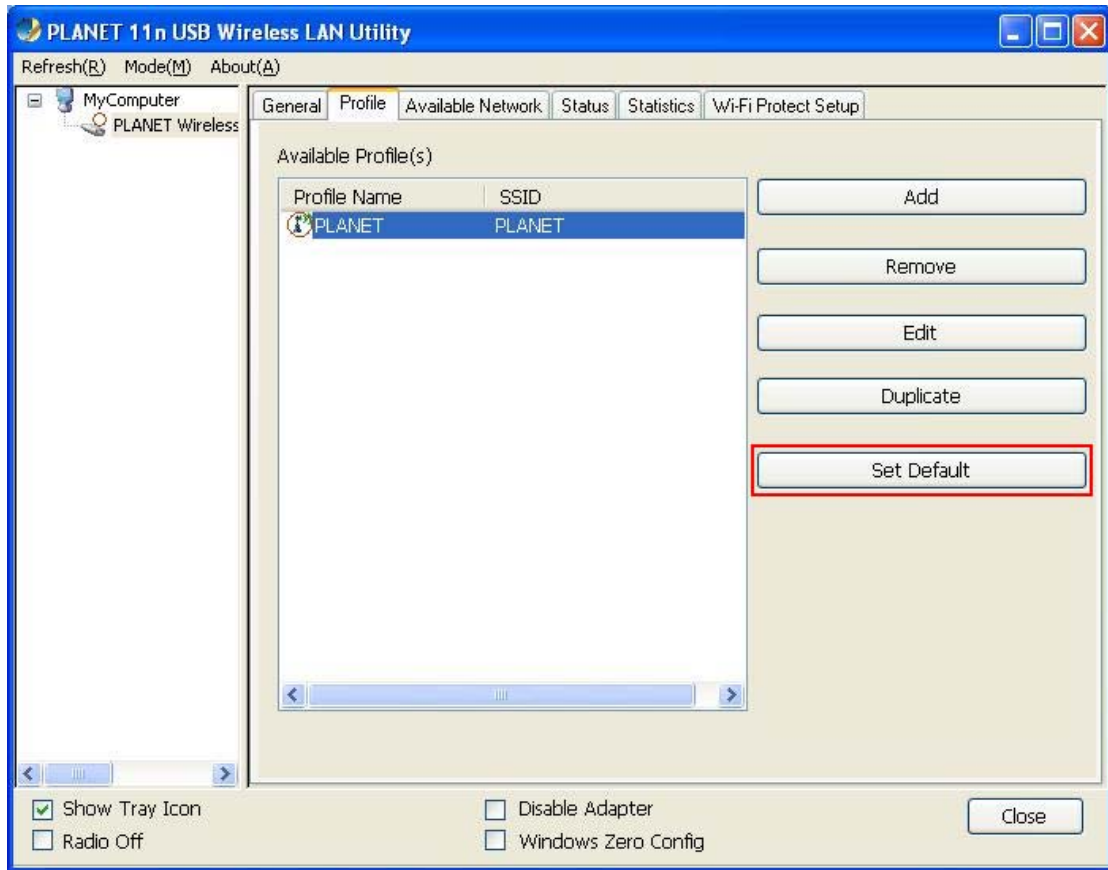 PLANET 11n USB Wireless LAN Utility
Refresh(R) Mode(M) About(A)
MyComputer
PLANET Wireless
General Profile Available Network Status Statistics Wi-Fi Protect Setup
Available Profile(s)
Profile Name SSID
PLANET PLANET
Add
Remove
Edit
Duplicate
Set Default
Show Tray Icon
Radio Off
Disable Adapter
Windows Zero Config
Close